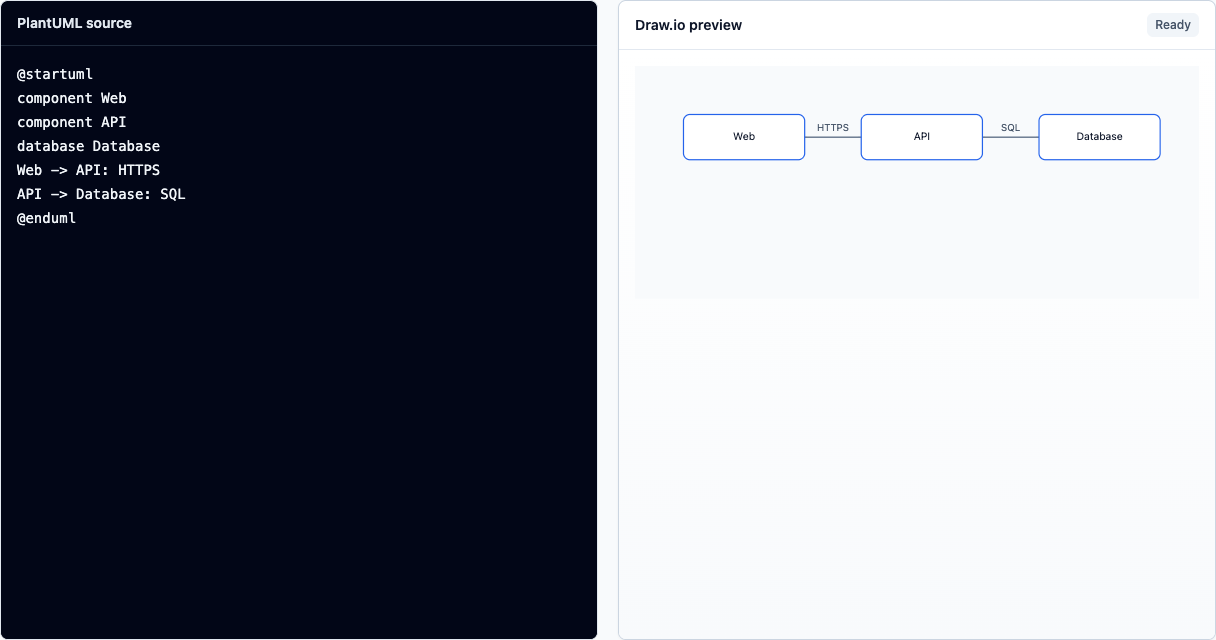 PlantUML source
@startuml
component Web
component API
database Database
Web -> API: HTTPS
API -> Database: SQL
@enduml
Draw.io preview
Ready
Web
HTTPS
API
SQL
Database